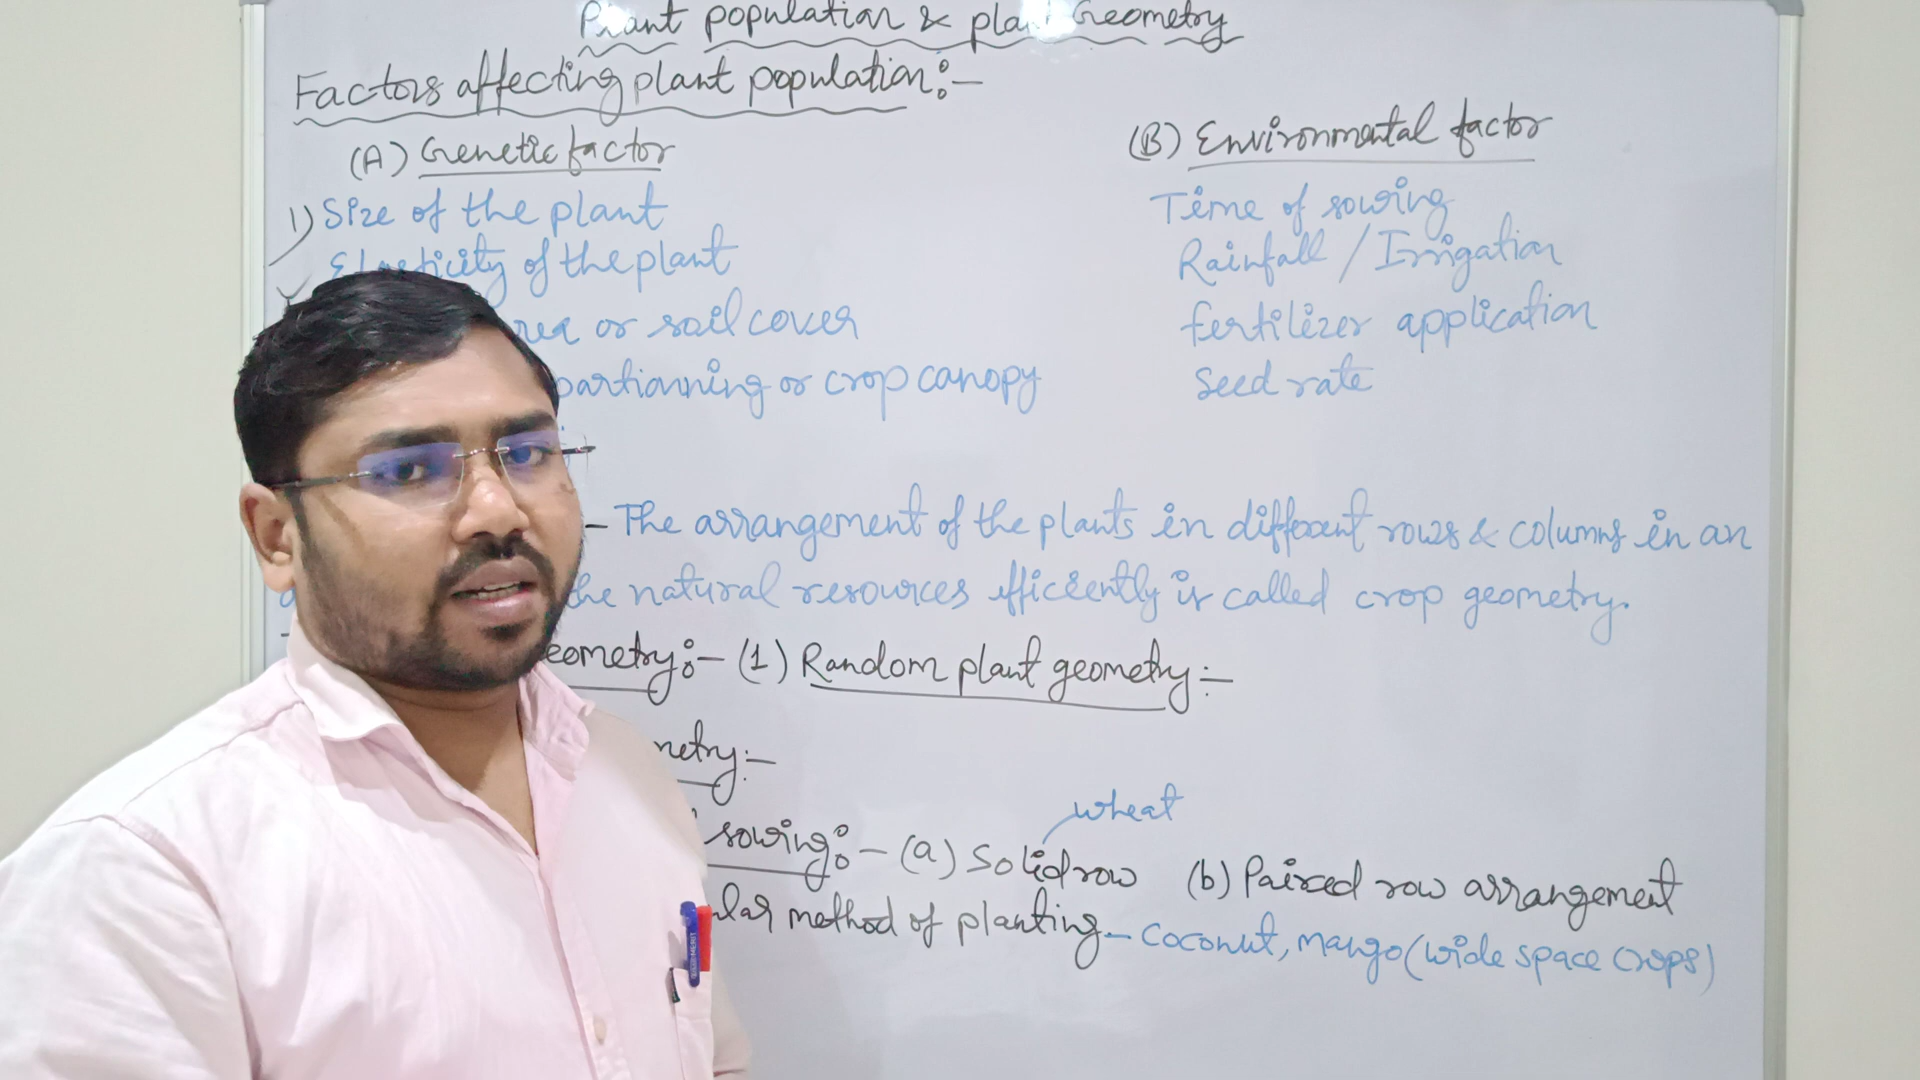 Plant population & plant Geometry
Factors affecting plant population:-
(A) Genetic factor
1) Size of the plant
Elasticity of the plant
or soil cover
partionning or crop canopy
(B) Environmental factor
Time of sowing
Rainfall / Irrigation
fertilizer application
Seed rate
- The arrangement of the plants in different rows & columns in an
the natural resources efficiently is called crop geometry.
eometry:- (1) Random plant geometry:-
metry:-
sowing:- (a) Solid row (b) Paired row arrangement
wheat
ular method of planting - Coconut, mango (wide space crops)